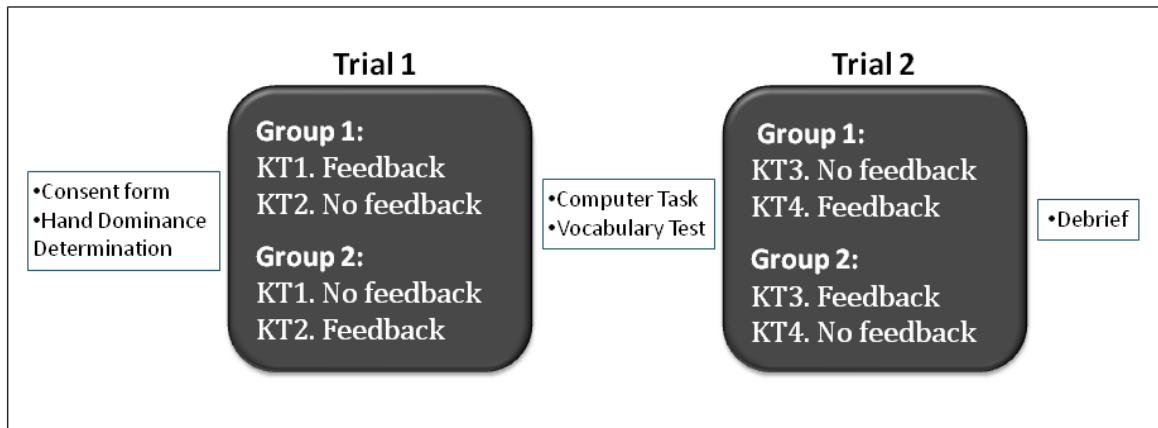 •Consent form
•Hand Dominance
Determination
Trial 1
Group 1:
KT1. Feedback
KT2. No feedback
Group 2:
KT1. No feedback
KT2. Feedback
•Computer Task
•Vocabulary Test
Trial 2
Group 1:
KT3. No feedback
KT4. Feedback
Group 2:
KT3. Feedback
KT4. No feedback
•Debrief